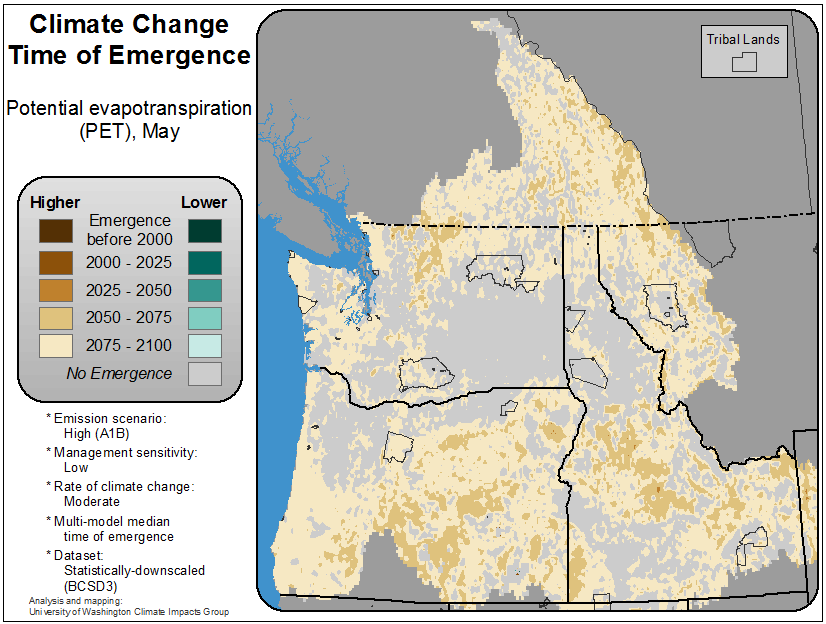 Climate Change
Time of Emergence
Potential evapotranspiration
(PET), May
Higher
Lower
Emergence
before 2000
2000 - 2025
2025 - 2050
2050 - 2075
2075 - 2100
No Emergence
* Emission scenario:
High (A1B)
* Management sensitivity:
Low
* Rate of climate change:
Moderate
* Multi-model median
time of emergence
* Dataset:
Statistically-downscaled
(BCSD3)
Analysis and mapping:
University of Washington Climate Impacts Group
Tribal Lands